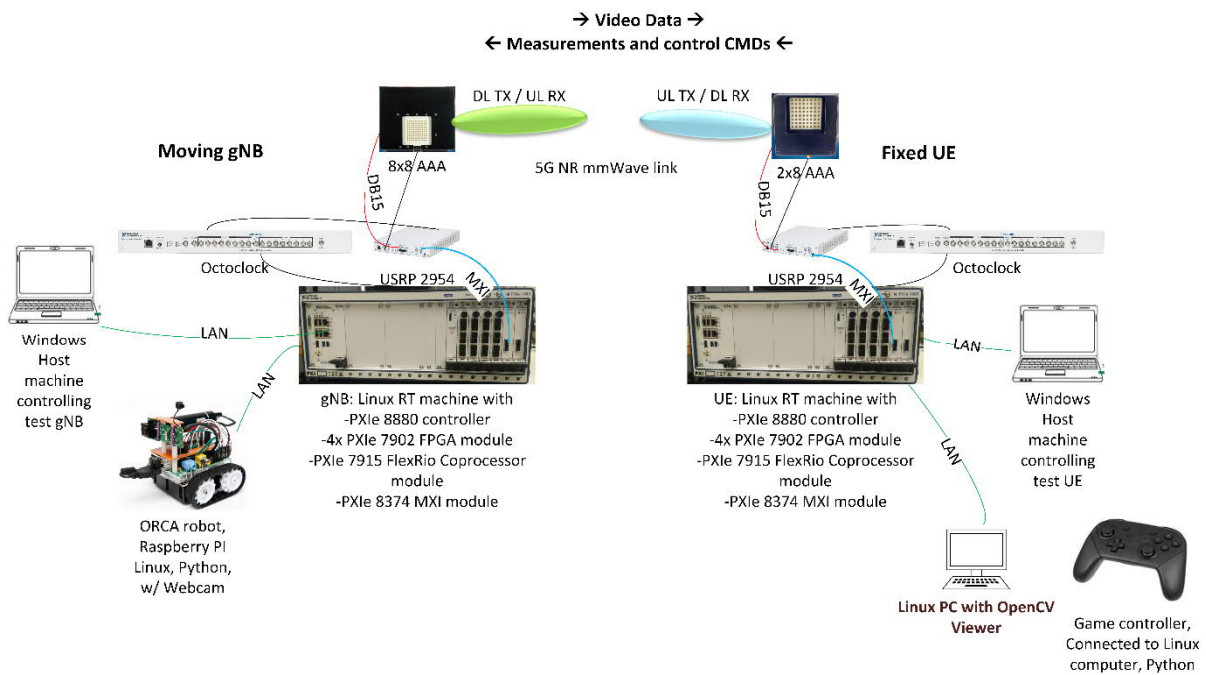 → Video Data →
← Measurements and control CMDs ←
DL TX / UL RX
UL TX / DL RX
Moving gNB
Fixed UE
8x8 AAA
5G NR mmWave link
2x8 AAA
DB15
DB15
Octoclock
USRP 2954
MXI
USRP 2954
MXI
Octoclock
LAN
LAN
Windows
Host
machine
controlling
test gNB
LAN
gNB: Linux RT machine with
-PXIe 8880 controller
-4x PXIe 7902 FPGA module
-PXIe 7915 FlexRio Coprocessor
module
-PXIe 8374 MXI module
UE: Linux RT machine with
-PXIe 8880 controller
-4x PXIe 7902 FPGA module
-PXIe 7915 FlexRio Coprocessor
module
-PXIe 8374 MXI module
LAN
Windows
Host
machine
controlling
test UE
ORCA robot,
Raspberry PI
Linux, Python,
w/ Webcam
Linux PC with OpenCV
Viewer
Game controller,
Connected to Linux
computer, Python